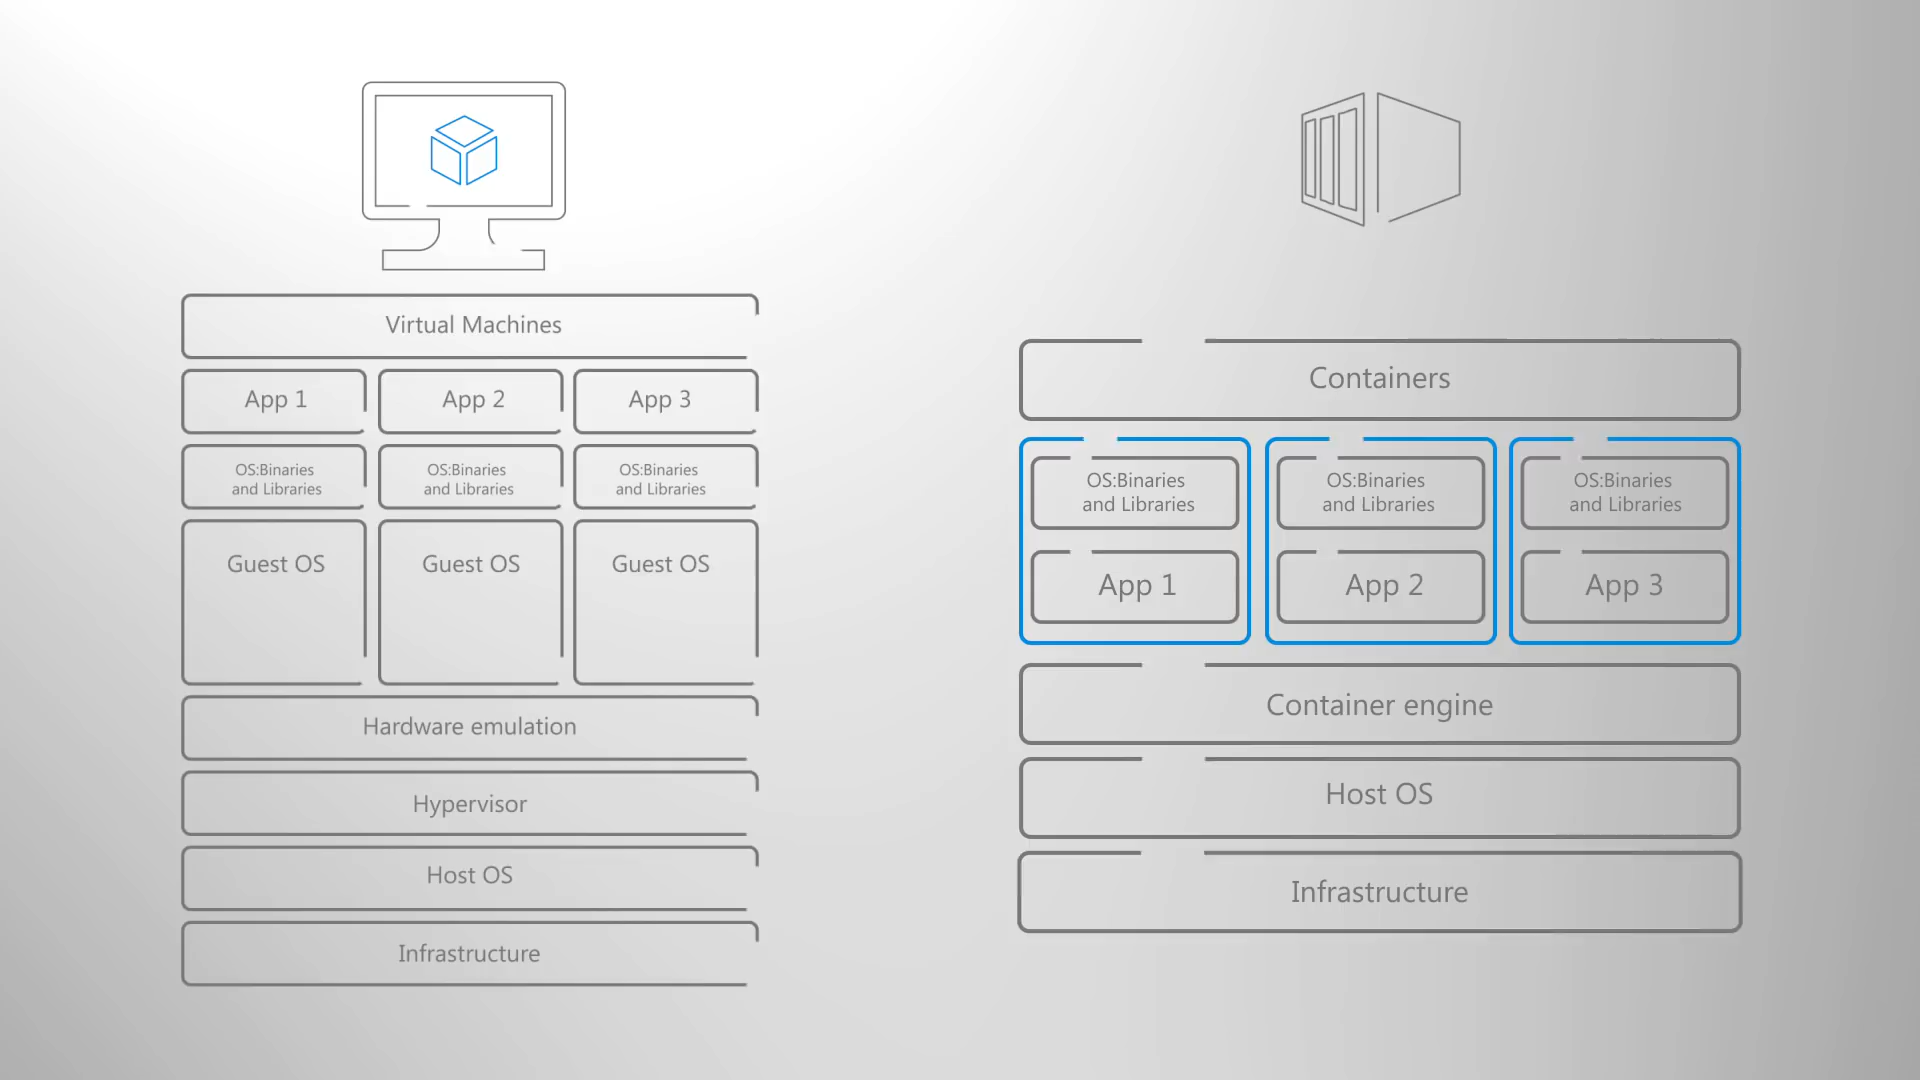 Virtual Machines
App 1
App 2
App 3
OS:Binaries
and Libraries
OS:Binaries
and Libraries
OS:Binaries
and Libraries
Guest OS
Guest OS
Guest OS
Hardware emulation
Hypervisor
Host OS
Infrastructure
Containers
OS:Binaries
and Libraries
OS:Binaries
and Libraries
OS:Binaries
and Libraries
App 1
App 2
App 3
Container engine
Host OS
Infrastructure